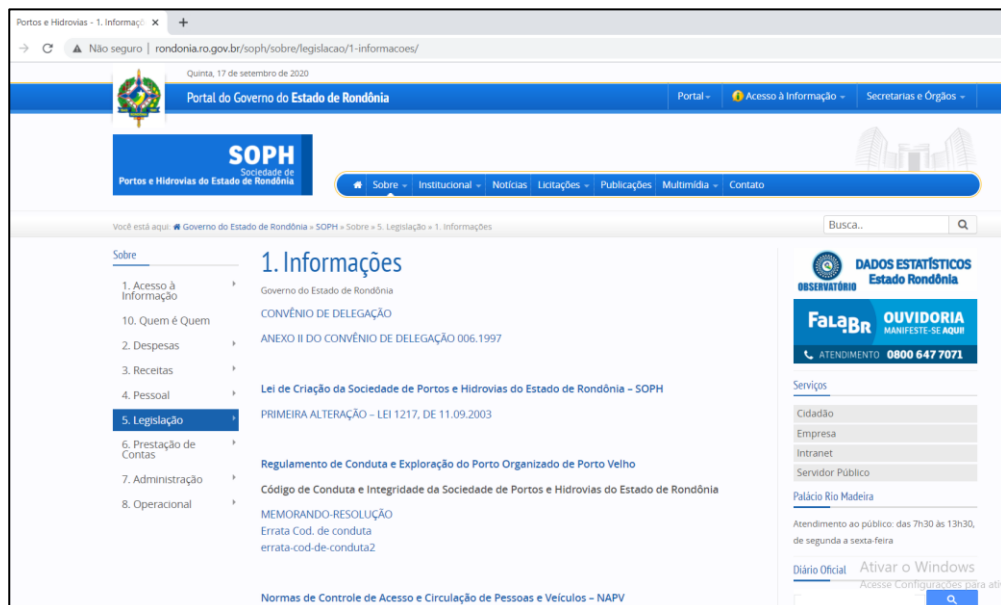 Portos e Hidrovias - 1. Informaçõ
Não seguro | rondonia.ro.gov.br/soph/sobre/legislacao/1-informacoes/
Quinta, 17 de setembro de 2020
Portal do Governo do Estado de Rondônia
Portal
Acesso à Informação
Secretarias e Órgãos
SOPH
Sociedade de
Portos e Hidrovias do Estado de Rondônia
Sobre
Institucional
Notícias
Licitações
Publicações
Multimídia
Contato
Você está aqui: Governo do Estado de Rondônia » SOPH » Sobre » 5. Legislação » 1. Informações
Busca..
Sobre
1. Acesso à
Informação
10. Quem é Quem
2. Despesas
3. Receitas
4. Pessoal
5. Legislação
6. Prestação de
Contas
7. Administração
8. Operacional
1. Informações
Governo do Estado de Rondônia
CONVÊNIO DE DELEGAÇÃO
ANEXO II DO CONVÊNIO DE DELEGAÇÃO 006.1997
Lei de Criação da Sociedade de Portos e Hidrovias do Estado de Rondônia – SOPH
PRIMEIRA ALTERAÇÃO – LEI 1217, DE 11.09.2003
Regulamento de Conduta e Exploração do Porto Organizado de Porto Velho
Código de Conduta e Integridade da Sociedade de Portos e Hidrovias do Estado de Rondônia
MEMORANDO-RESOLUÇÃO
Errata Cod. de conduta
errata-cod-de-conduta2
Normas de Controle de Acesso e Circulação de Pessoas e Veículos – NAPV
OBSERVATÓRIO
DADOS ESTATÍSTICOS
Estado Rondônia
FalaBR
OUVIDORIA
MANIFESTE-SE AQUI!
ATENDIMENTO 0800 647 7071
Serviços
Cidadão
Empresa
Intranet
Servidor Público
Palácio Rio Madeira
Atendimento ao público: das 7h30 às 13h30,
de segunda a sexta-feira
Diário Oficial
Ativar o Windows
Acesse Configurações para ati